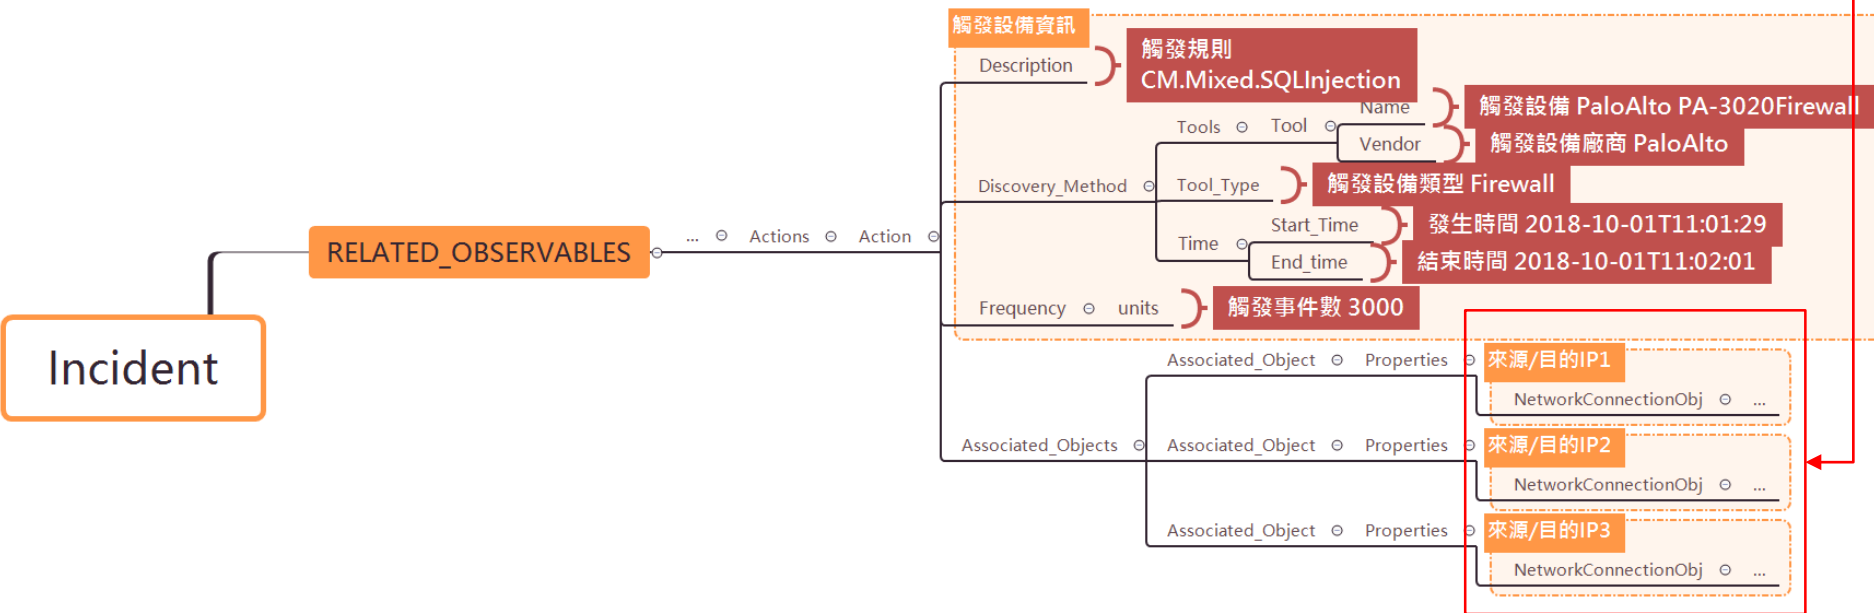 觸發設備資訊
Description
觸發規則
CM.Mixed.SQLInjection
Tools
Tool
Name
觸發設備 PaloAlto PA-3020Firewall
Vendor
觸發設備廠商 PaloAlto
Discovery_Method
Tool_Type
觸發設備類型 Firewall
Time
Start_Time
發生時間 2018-10-01T11:01:29
End_time
結束時間 2018-10-01T11:02:01
RELATED_OBSERVABLES
...
Actions
Action
Frequency
units
觸發事件數 3000
Incident
Associated_Objects
Associated_Object
Properties
來源/目的IP1
NetworkConnectionObj
...
Associated_Object
Properties
來源/目的IP2
NetworkConnectionObj
...
Associated_Object
Properties
來源/目的IP3
NetworkConnectionObj
...